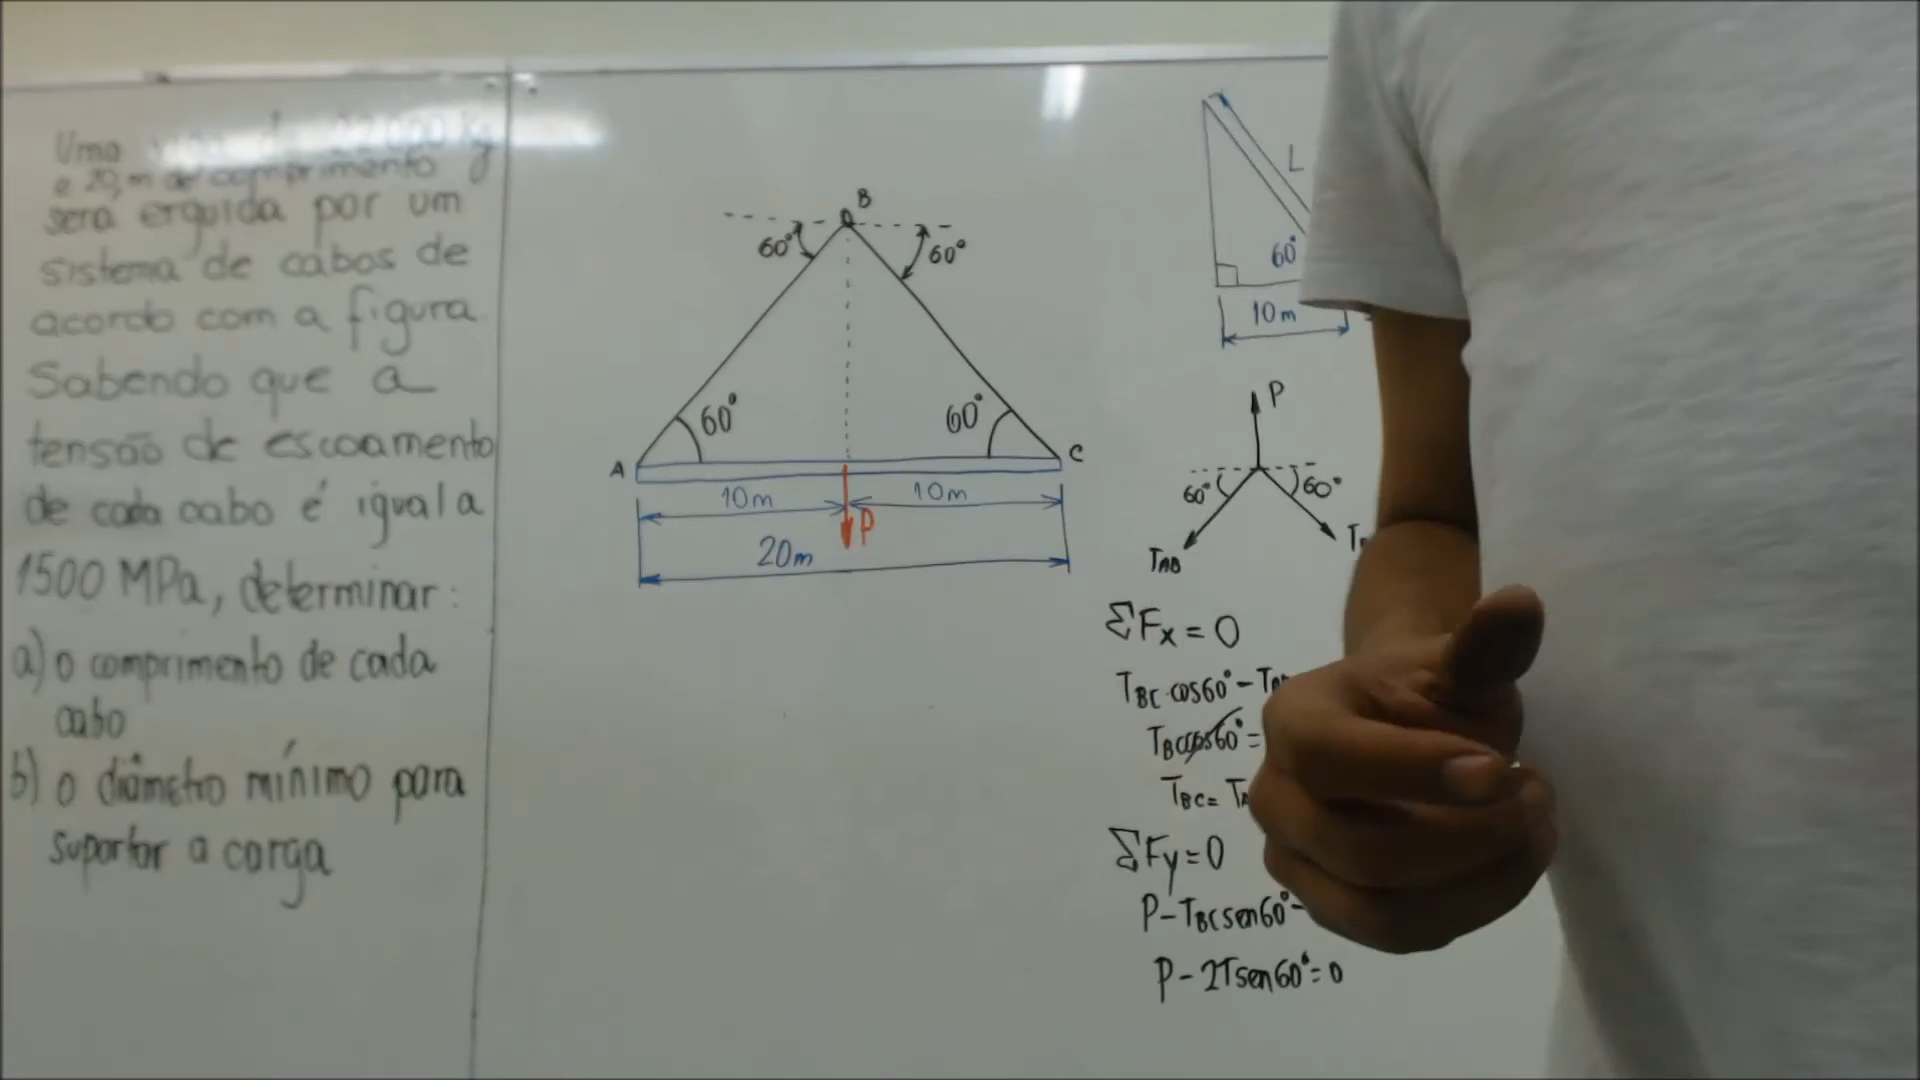 Uma
e 20,m de comprimento
será erguida por um
sistema de cabos de
acordo com a figura.
Sabendo que a
tensão de escoamento
de cada cabo é igual a
1500 MPa, determinar:
a) o comprimento de cada
cabo
b) o diâmetro mínimo para
suportar a carga
B
60°
60°
60°
60°
A
C
10m
10m
P
20m
L
60°
10m
P
60°
60°
TAB
ΣFx = 0
TBC·cos60° -
TBCcos60° =
TBC =
ΣFy = 0
P - TBCsen60° -
P - 2Tsen60° = 0